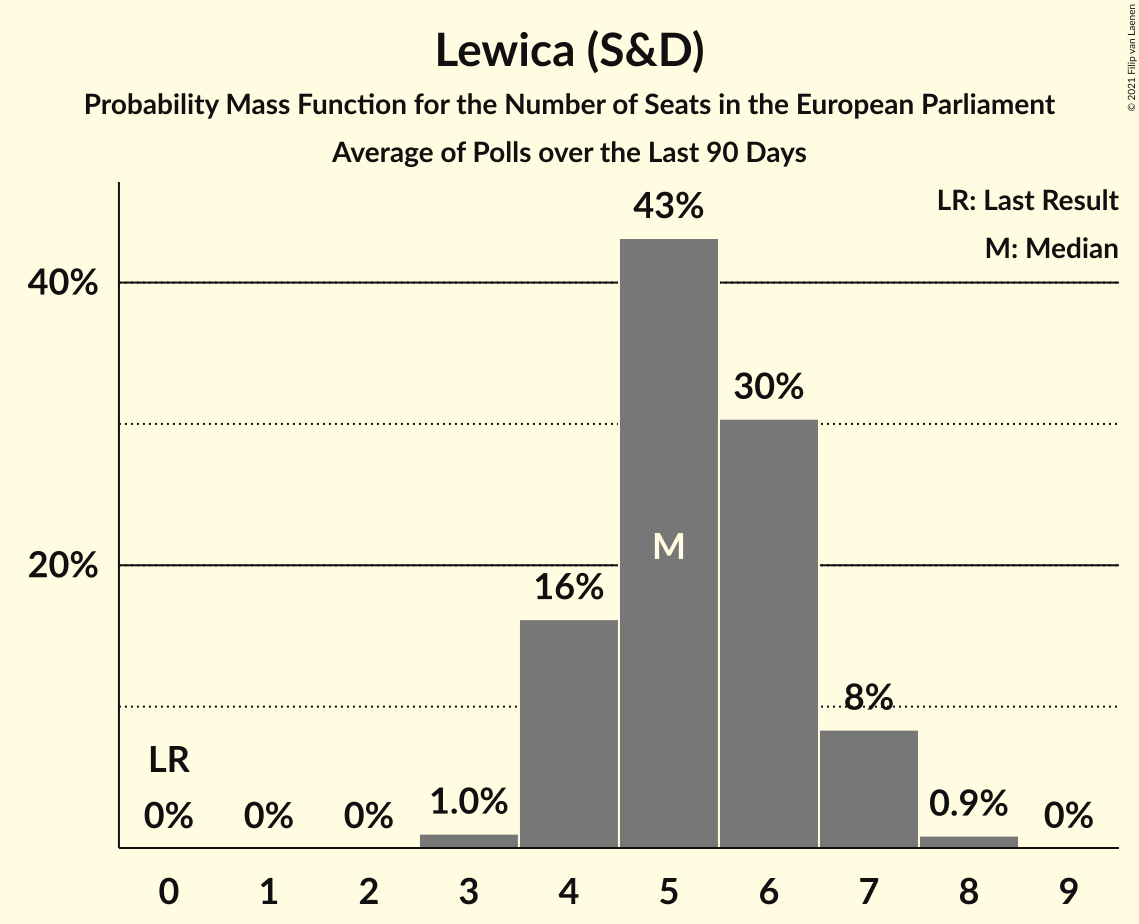 Lewica (S&D)
Probability Mass Function for the Number of Seats in the European Parliament
Average of Polls over the Last 90 Days
© 2021 Filip van Laenen
LR: Last Result
M: Median
43%
40%
30%
M
20%
16%
8%
LR
0%
0%
0%
1.0%
0.9%
0%
0 1 2 3 4 5 6 7 8 9